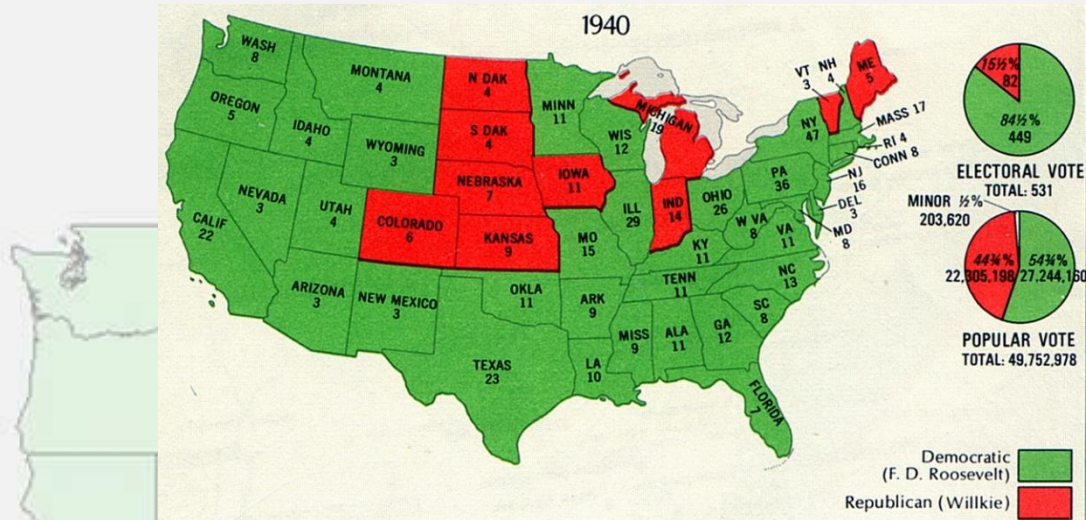 1940
WASH
8
OREGON
5
CALIF
22
NEVADA
3
IDAHO
4
MONTANA
4
WYOMING
3
UTAH
4
ARIZONA
3
COLORADO
6
NEW MEXICO
3
N DAK
4
S DAK
4
NEBRASKA
7
KANSAS
9
OKLA
11
TEXAS
23
MINN
11
IOWA
11
MO
15
ARK
9
LA
10
WIS
12
ILL
29
MICHIGAN
19
IND
14
OHIO
26
KY
11
TENN
11
MISS
9
ALA
11
GA
12
FLORIDA
7
SC
8
NC
13
VA
11
W VA
8
PA
36
NY
47
VT
3
NH
4
ME
5
MASS 17
RI 4
CONN 8
NJ
16
DEL
3
MD
8
15½%
82
84½%
449
ELECTORAL VOTE
TOTAL: 531
MINOR ½%
203,620
44¾%
22,305,198
54¾%
27,244,160
POPULAR VOTE
TOTAL: 49,752,978
Democratic
(F. D. Roosevelt)
Republican (Willkie)